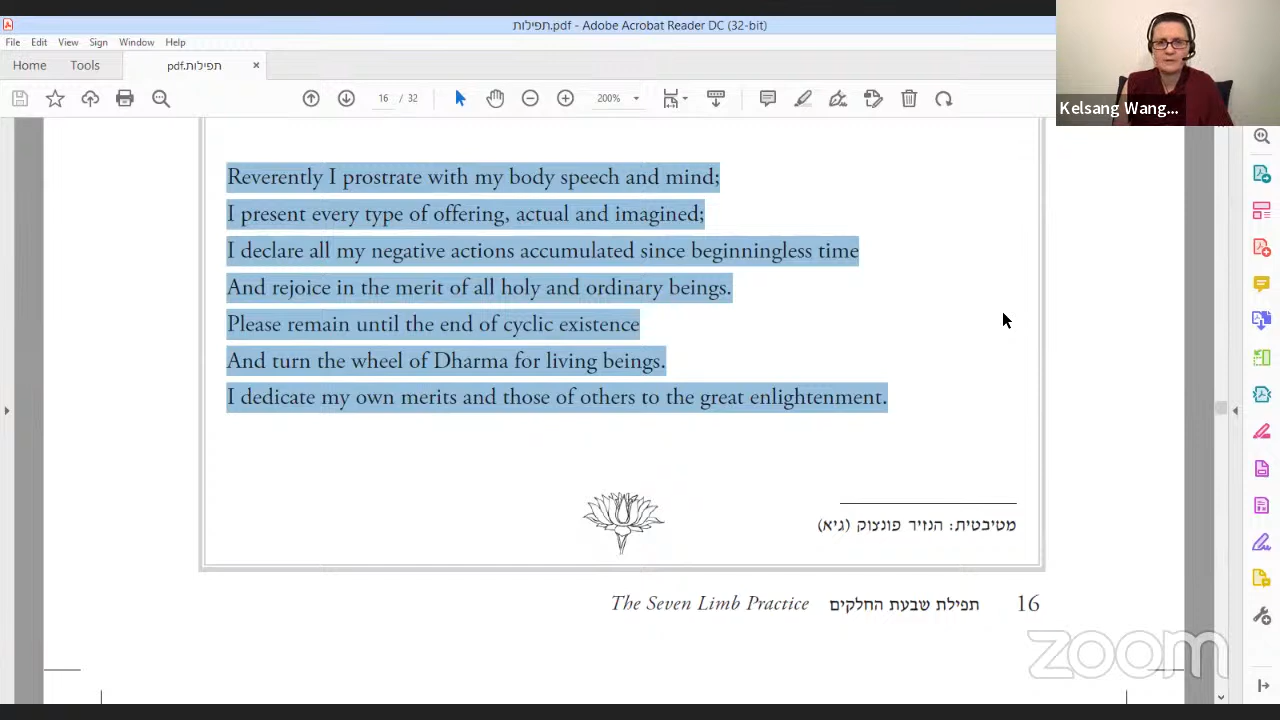 תפילות.pdf - Adobe Acrobat Reader DC (32-bit)
File Edit View Sign Window Help
Home Tools תפילות.pdf ×
16 / 32 200%
Kelsang Wang...
Reverently I prostrate with my body speech and mind;
I present every type of offering, actual and imagined;
I declare all my negative actions accumulated since beginningless time
And rejoice in the merit of all holy and ordinary beings.
Please remain until the end of cyclic existence
And turn the wheel of Dharma for living beings.
I dedicate my own merits and those of others to the great enlightenment.
מטיבטית: הנזיר פונצוק (גיא)
The Seven Limb Practice תפילת שבעת החלקים 16
zoom